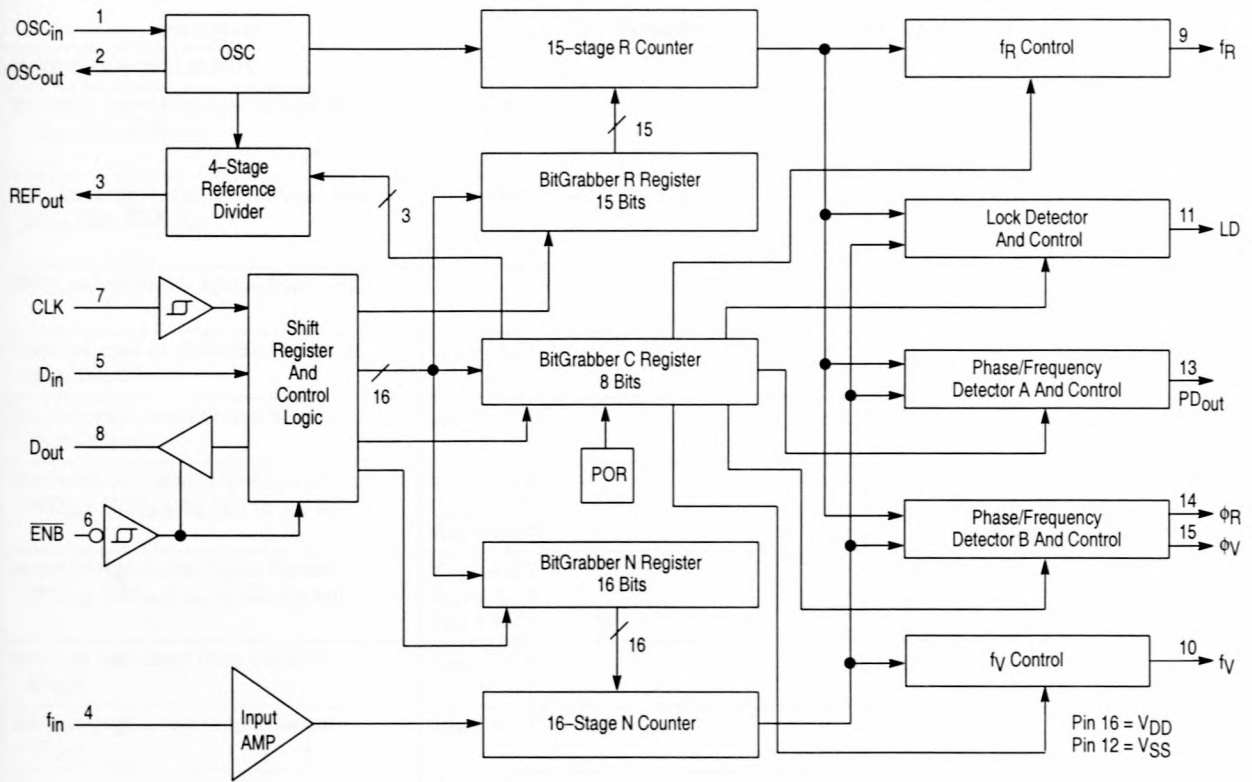 OSCin
1
OSCout
2
OSC
15–stage R Counter
fR Control
9
fR
15
REFout
3
4–Stage
Reference
Divider
3
BitGrabber R Register
15 Bits
Lock Detector
And Control
11
LD
CLK
7
Din
5
Dout
8
ENB
6
Shift
Register
And
Control
Logic
16
BitGrabber C Register
8 Bits
POR
Phase/Frequency
Detector A And Control
13
PDout
BitGrabber N Register
16 Bits
16
Phase/Frequency
Detector B And Control
14
ϕR
15
ϕV
fin
4
Input
AMP
16–Stage N Counter
fV Control
10
fV
Pin 16 = VDD
Pin 12 = VSS